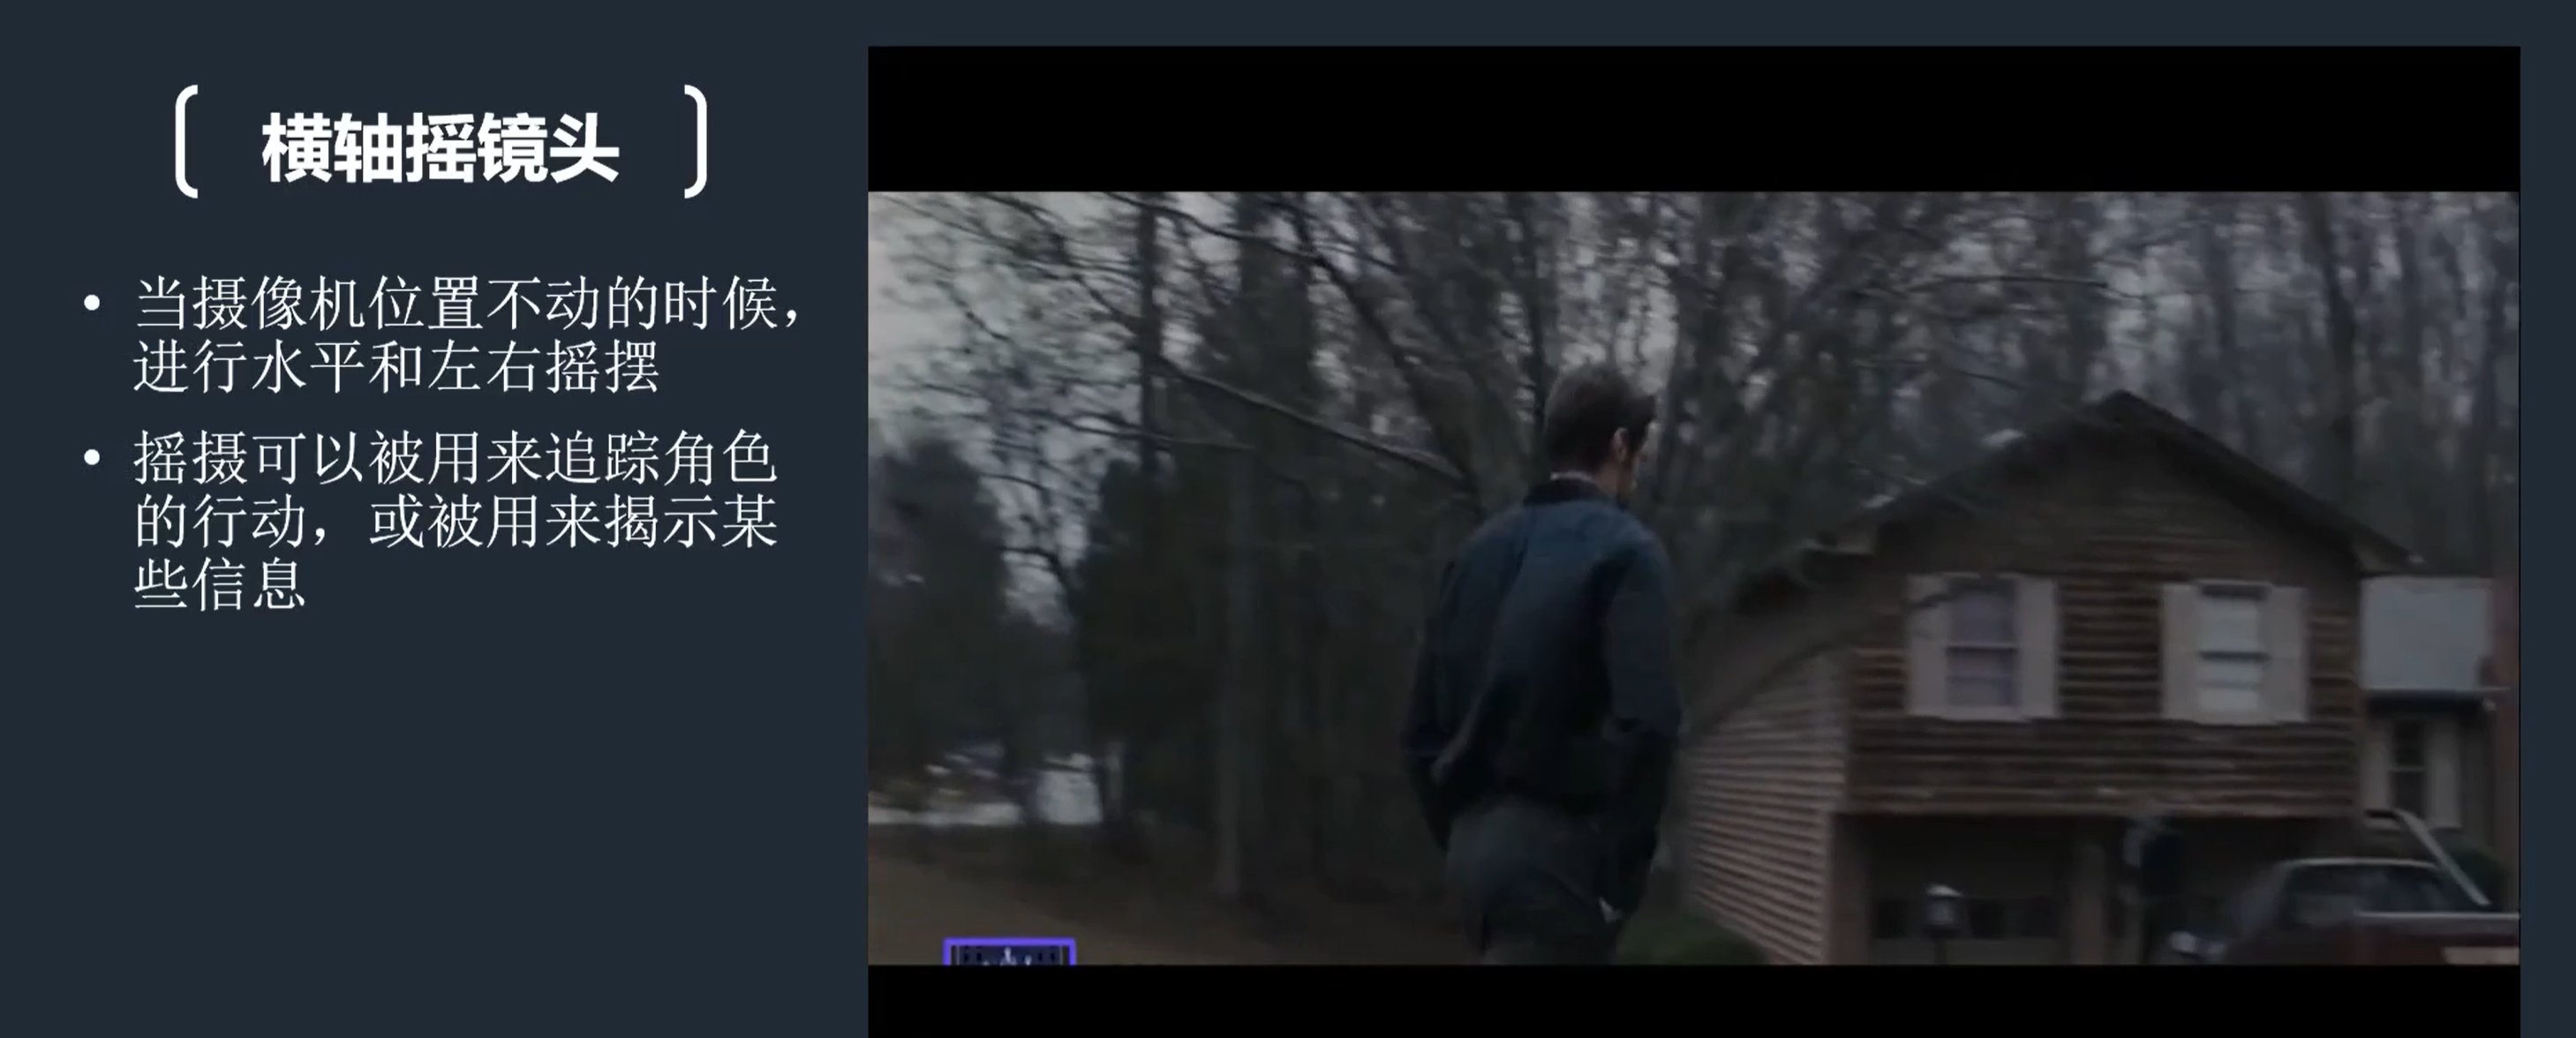 横轴摇镜头
• 当摄像机位置不动的时候，
进行水平和左右摇摆
• 摇摄可以被用来追踪角色
的行动，或被用来揭示某
些信息